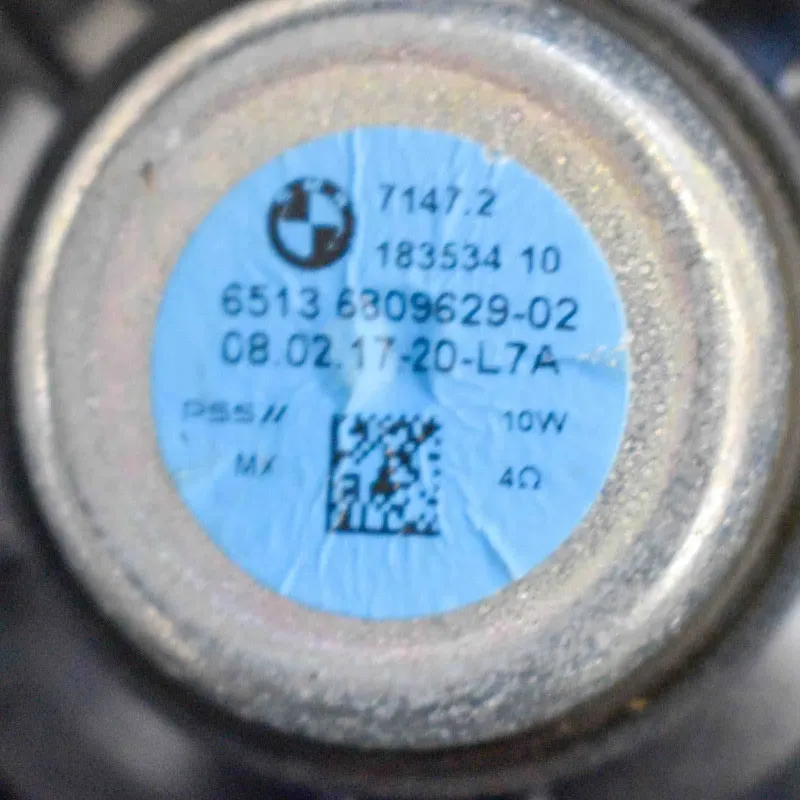 7147.2
183534 10
6513 6809629-02
08.02.17-20-L7A
PSS// 10W
MX 4Ω